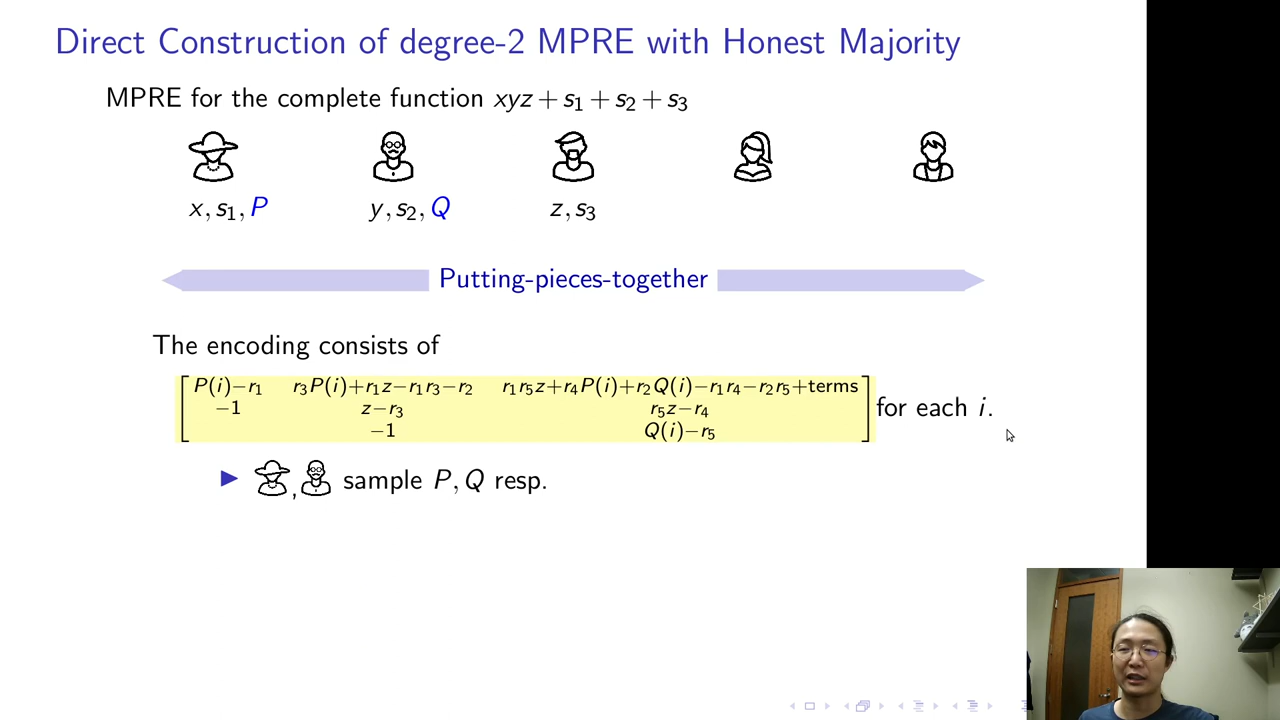 Direct Construction of degree-2 MPRE with Honest Majority
MPRE for the complete function xyz + s₁ + s₂ + s₃
x, s₁, P y, s₂, Q z, s₃
Putting-pieces-together
The encoding consists of
P(i)−r₁ r₃P(i)+r₁z−r₁r₃−r₂ r₁r₅z+r₄P(i)+r₂Q(i)−r₁r₄−r₂r₅+terms
−1 z−r₃ r₅z−r₄ for each i.
−1 Q(i)−r₅
▶ , sample P, Q resp.